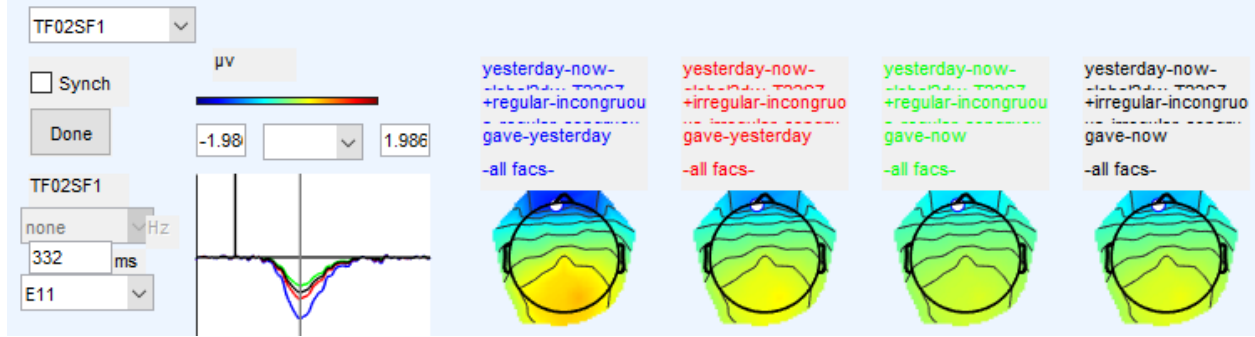 TF02SF1
Synch
Done
µv
-1.98
1.986
TF02SF1
none
Hz
332
ms
E11
yesterday-now-
+regular-incongruou
gave-yesterday
-all facs-
yesterday-now-
+irregular-incongruo
gave-yesterday
-all facs-
yesterday-now-
+regular-incongruou
gave-now
-all facs-
yesterday-now-
+irregular-incongruo
gave-now
-all facs-